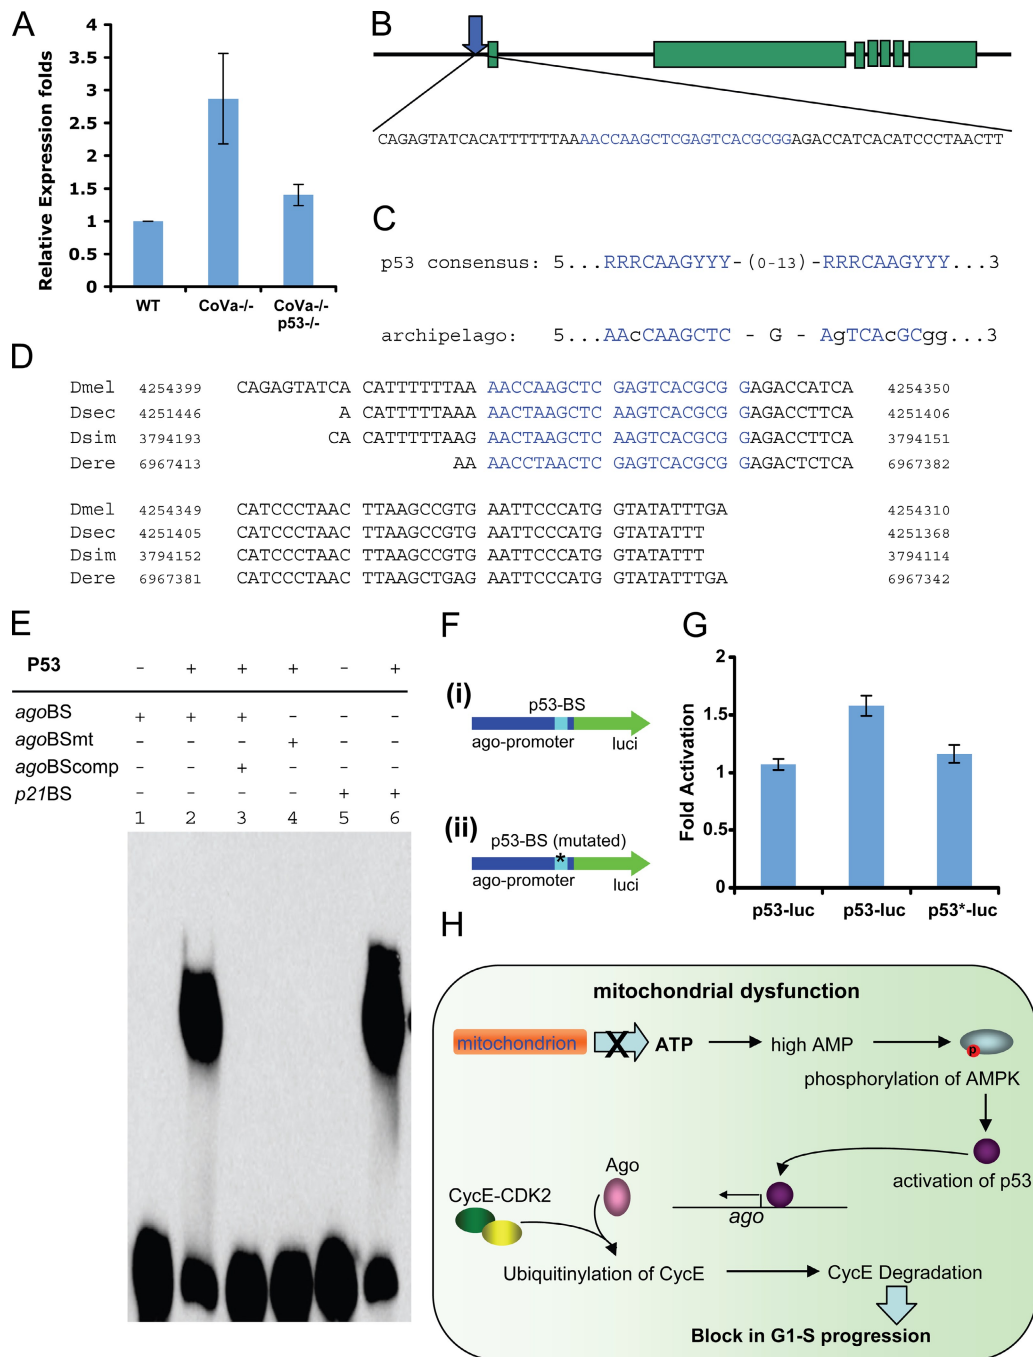 A
Relative Expression folds
4
3.5
3
2.5
2
1.5
1
0.5
0
WT
CoVa-/-
CoVa-/-
p53-/-
B
CAGAGTATCACATTTTTTAAAACCAAGCTCGAGTCACGCGGAGACCATCACATCCCTAACTT
C
p53 consensus: 5...RRRCAAGYYY-(0-13)-RRRCAAGYYY...3
archipelago: 5...AAcCAAGCTC - G - AgTCAcGCgg...3
D
Dmel 4254399 CAGAGTATCA CATTTTTTAA AACCAAGCTC GAGTCACGCG GAGACCATCA 4254350
Dsec 4251446 A CATTTTTAAA AACTAAGCTC AAGTCACGCG GAGACCTTCA 4251406
Dsim 3794193 CA CATTTTTAAG AACTAAGCTC AAGTCACGCG GAGACCTTCA 3794151
Dere 6967413 AA AACCTAACTC GAGTCACGCG GAGACTCTCA 6967382
Dmel 4254349 CATCCCTAAC TTAAGCCGTG AATTCCCATG GTATATTTGA 4254310
Dsec 4251405 CATCCCTAAC TTAAGCCGTG AATTCCCATG GTATATTT 4251368
Dsim 3794152 CATCCCTAAC TTAAGCCGTG AATTCCCATG GTATATTT 3794114
Dere 6967381 CATCCCTAAC TTAAGCTGAG AATTCCCATG GTATATTTGA 6967342
E
P53 - + + + - +
agoBS + + + - - -
agoBSmt - - - + - -
agoBScomp - - + - - -
p21BS - - - - + +
1 2 3 4 5 6
F
(i)
p53-BS
ago-promoter luci
(ii)
p53-BS (mutated)
*
ago-promoter luci
G
Fold Activation
2
1.5
1
0.5
0
p53-luc p53-luc p53*-luc
H
mitochondrial dysfunction
mitochondrion X ATP high AMP
p
phosphorylation of AMPK
activation of p53
Ago
ago
CycE-CDK2
Ubiquitinylation of CycE CycE Degradation
Block in G1-S progression